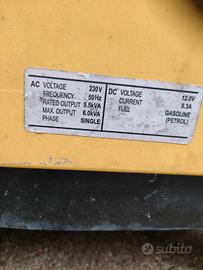 AC VOLTAGE 230V
FREQUENCY 50Hz
RATED OUTPUT 5.5kVA
MAX. OUTPUT 6.0kVA
PHASE SINGLE
DC VOLTAGE 12.0V
CURRENT 8.3A
FUEL GASOLINE
(PETROL)
subito